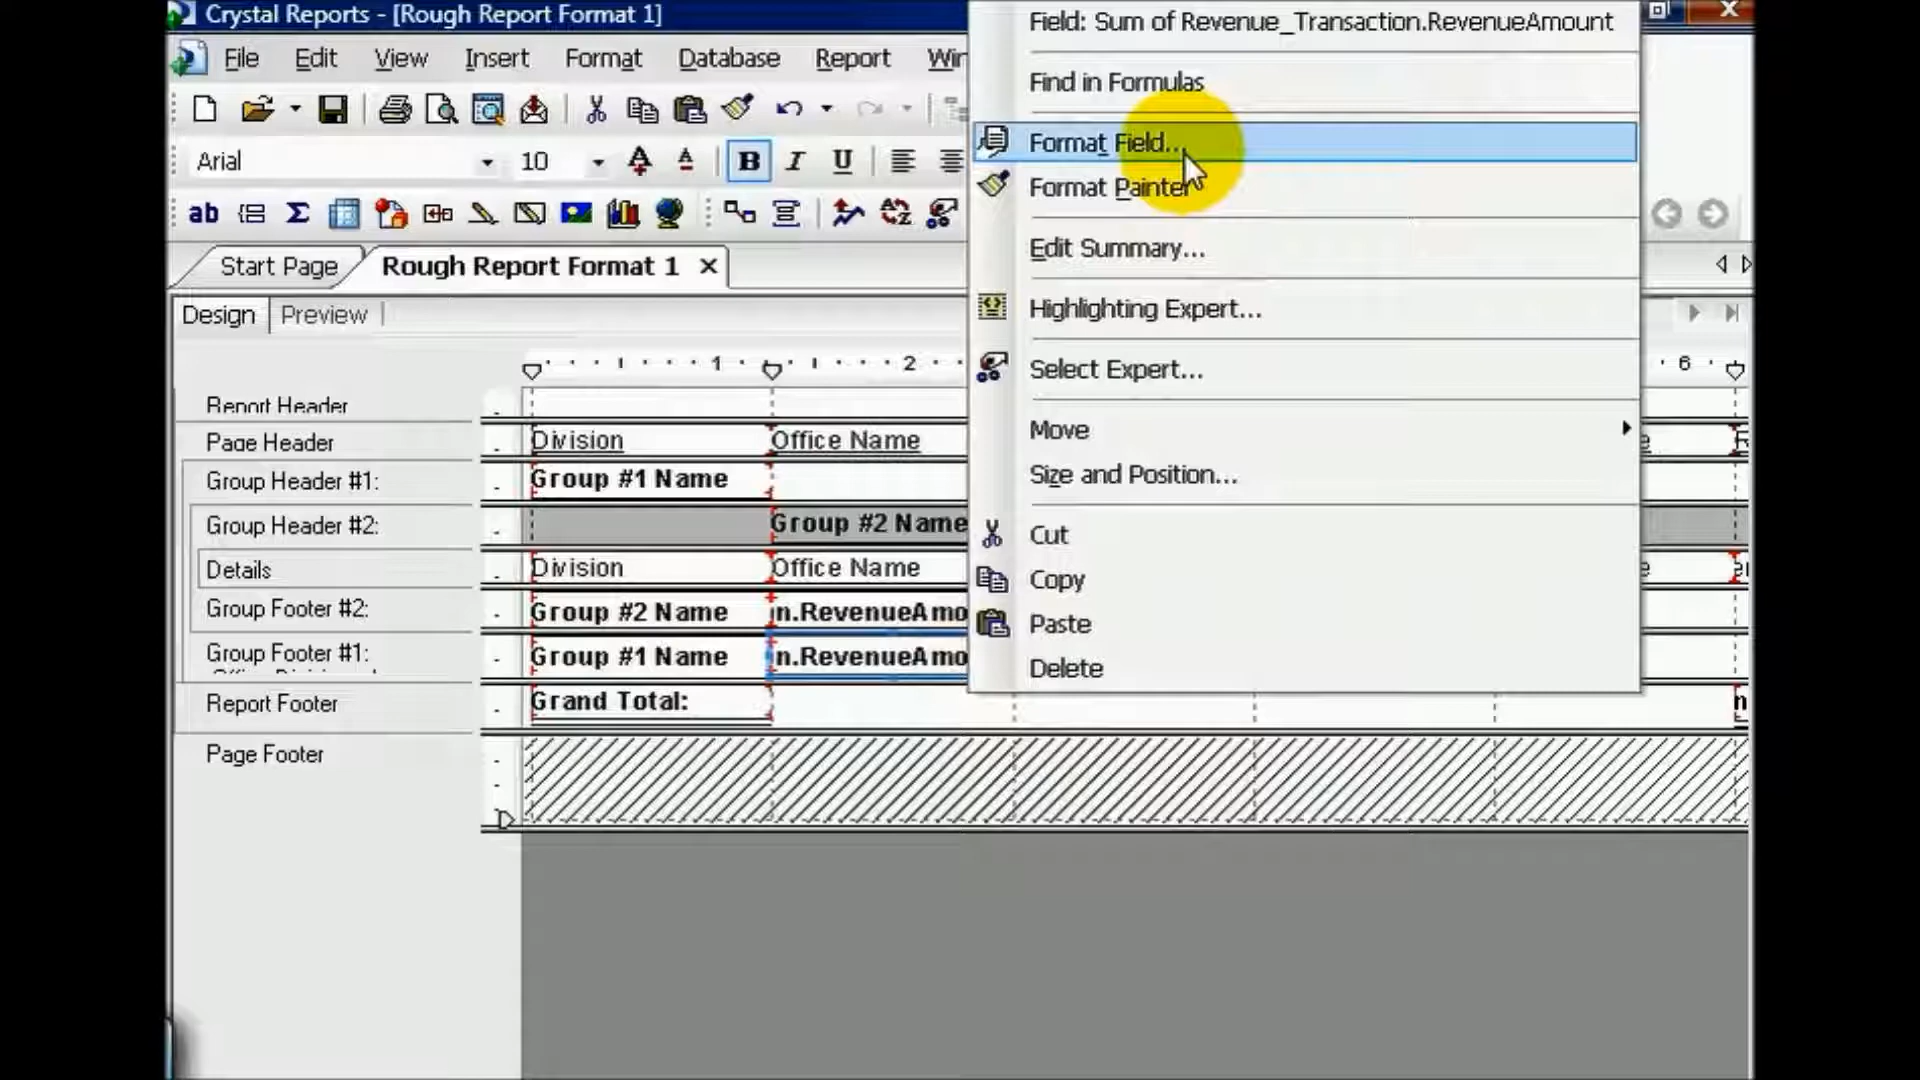 Crystal Reports - [Rough Report Format 1]
File Edit View Insert Format Database Report Win
Arial 10 B I U
ab Σ
Start Page Rough Report Format 1
Design Preview
1 2 6
Report Header
Page Header Division Office Name
Group Header #1: Group #1 Name
Group Header #2: Group #2 Name
Details Division Office Name
Group Footer #2: Group #2 Name n.RevenueAmo
Group Footer #1: Group #1 Name n.RevenueAmo
Report Footer Grand Total:
Page Footer
Field: Sum of Revenue_Transaction.RevenueAmount
Find in Formulas
Format Field...
Format Painter
Edit Summary...
Highlighting Expert...
Select Expert...
Move
Size and Position...
Cut
Copy
Paste
Delete